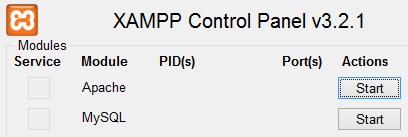 XAMPP Control Panel v3.2.1
Modules
Service Module PID(s) Port(s) Actions
Apache Start
MySQL Start